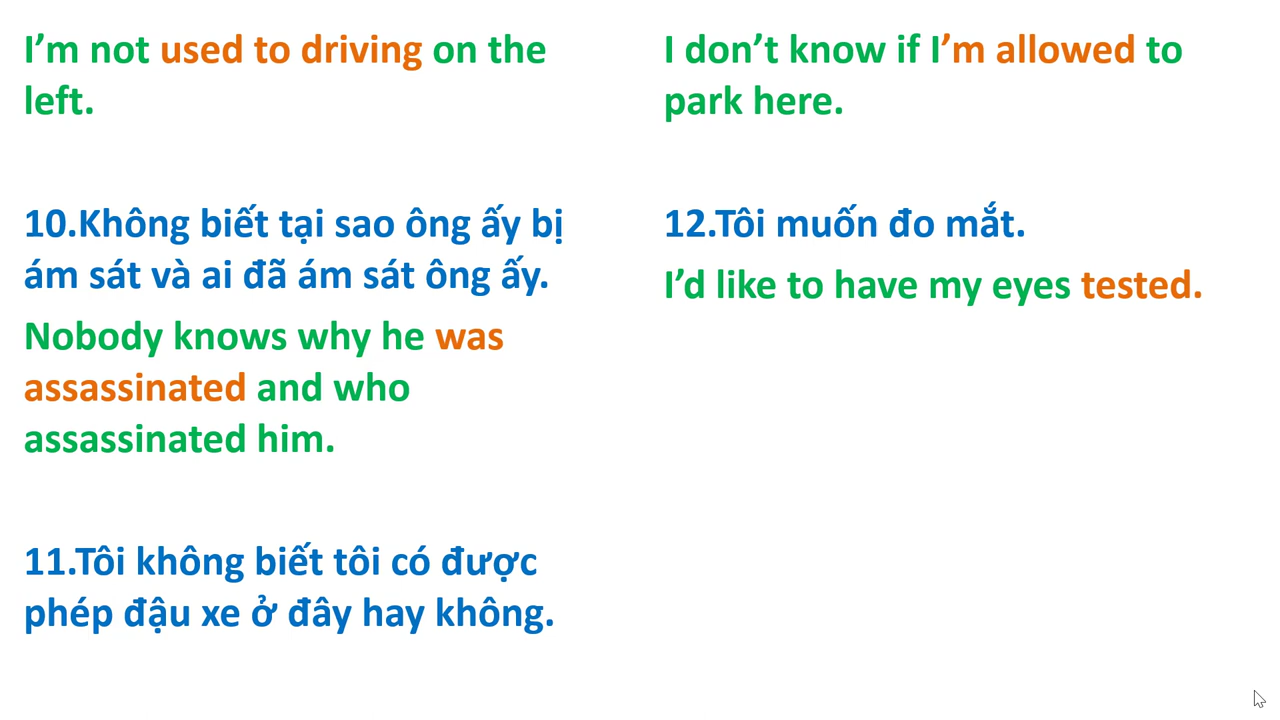 I’m not used to driving on the
left.
10.Không biết tại sao ông ấy bị
ám sát và ai đã ám sát ông ấy.
Nobody knows why he was
assassinated and who
assassinated him.
11.Tôi không biết tôi có được
phép đậu xe ở đây hay không.
I don’t know if I’m allowed to
park here.
12.Tôi muốn đo mắt.
I’d like to have my eyes tested.